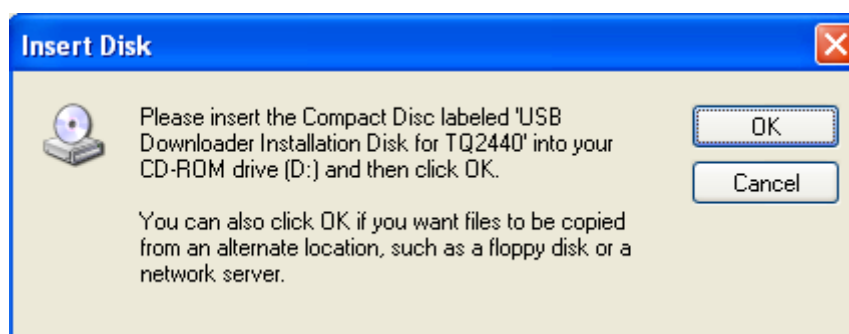 Insert Disk
Please insert the Compact Disc labeled 'USB
Downloader Installation Disk for TQ2440' into your
CD-ROM drive (D:) and then click OK.
You can also click OK if you want files to be copied
from an alternate location, such as a floppy disk or a
network server.
OK
Cancel